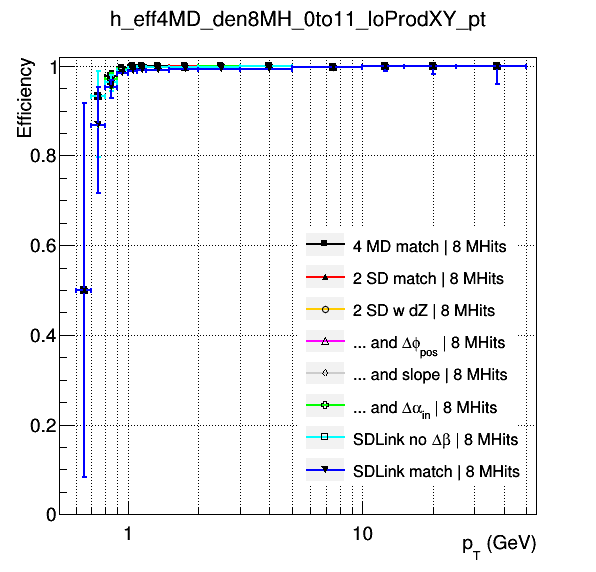 h_eff4MD_den8MH_0to11_loProdXY_pt
Efficiency
1
0.8
0.6
0.4
0.2
0
4 MD match | 8 MHits
2 SD match | 8 MHits
2 SD w dZ | 8 MHits
... and Δϕpos | 8 MHits
... and slope | 8 MHits
... and Δαin | 8 MHits
SDLink no Δβ | 8 MHits
SDLink match | 8 MHits
1
10
pT (GeV)